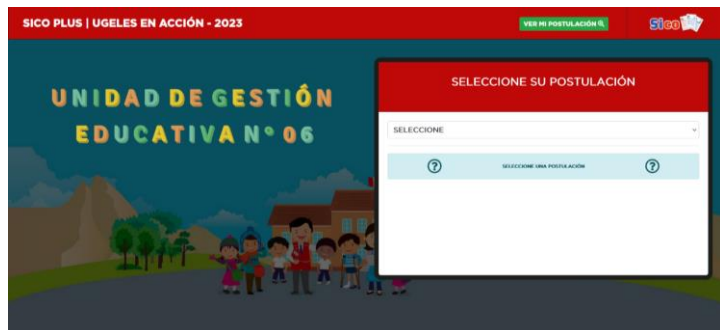 SICO PLUS | UGELES EN ACCIÓN - 2023
VER MI POSTULACIÓN
Sico
UNIDAD DE GESTIÓN
EDUCATIVA N° 06
SELECCIONE SU POSTULACIÓN
SELECCIONE
SELECCIONE UNA POSTULACIÓN